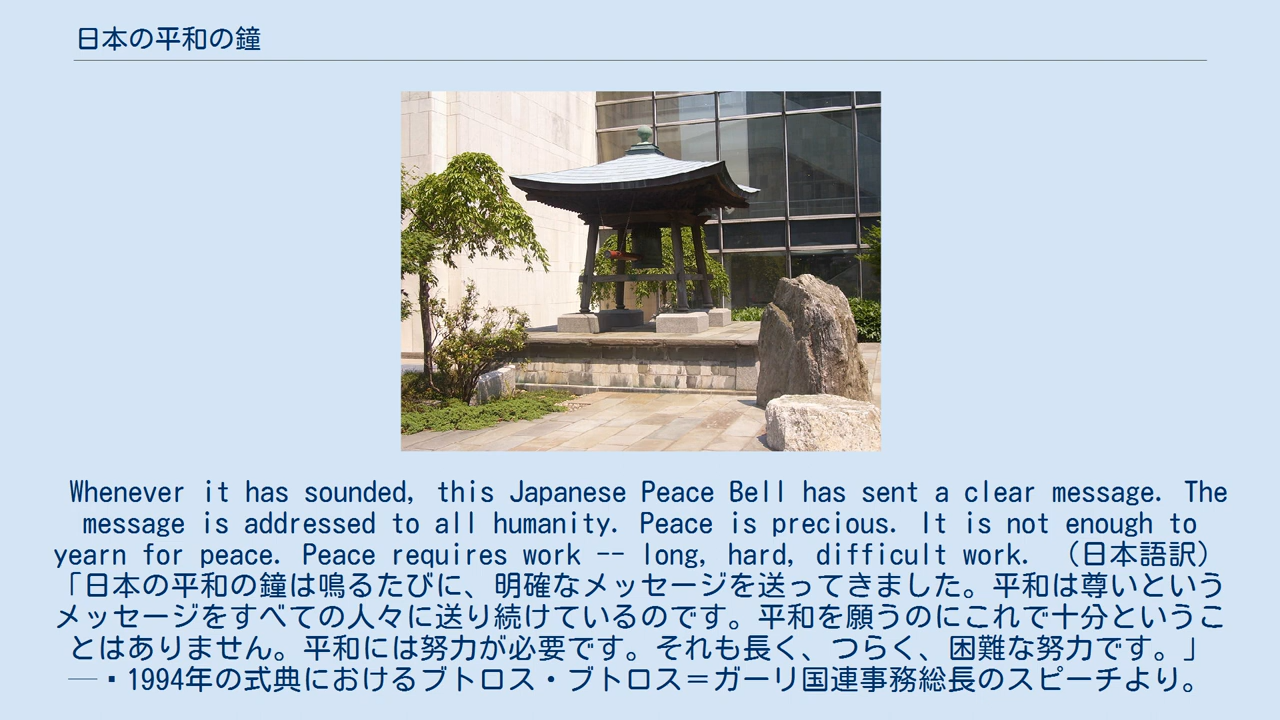 日本の平和の鐘
Whenever it has sounded, this Japanese Peace Bell has sent a clear message. The
message is addressed to all humanity. Peace is precious. It is not enough to
yearn for peace. Peace requires work -- long, hard, difficult work. （日本語訳）
「日本の平和の鐘は鳴るたびに、明確なメッセージを送ってきました。平和は尊いという
メッセージをすべての人々に送り続けているのです。平和を願うのにこれで十分というこ
とはありません。平和には努力が必要です。それも長く、つらく、困難な努力です。」
─・1994年の式典におけるブトロス・ブトロス＝ガーリ国連事務総長のスピーチより。